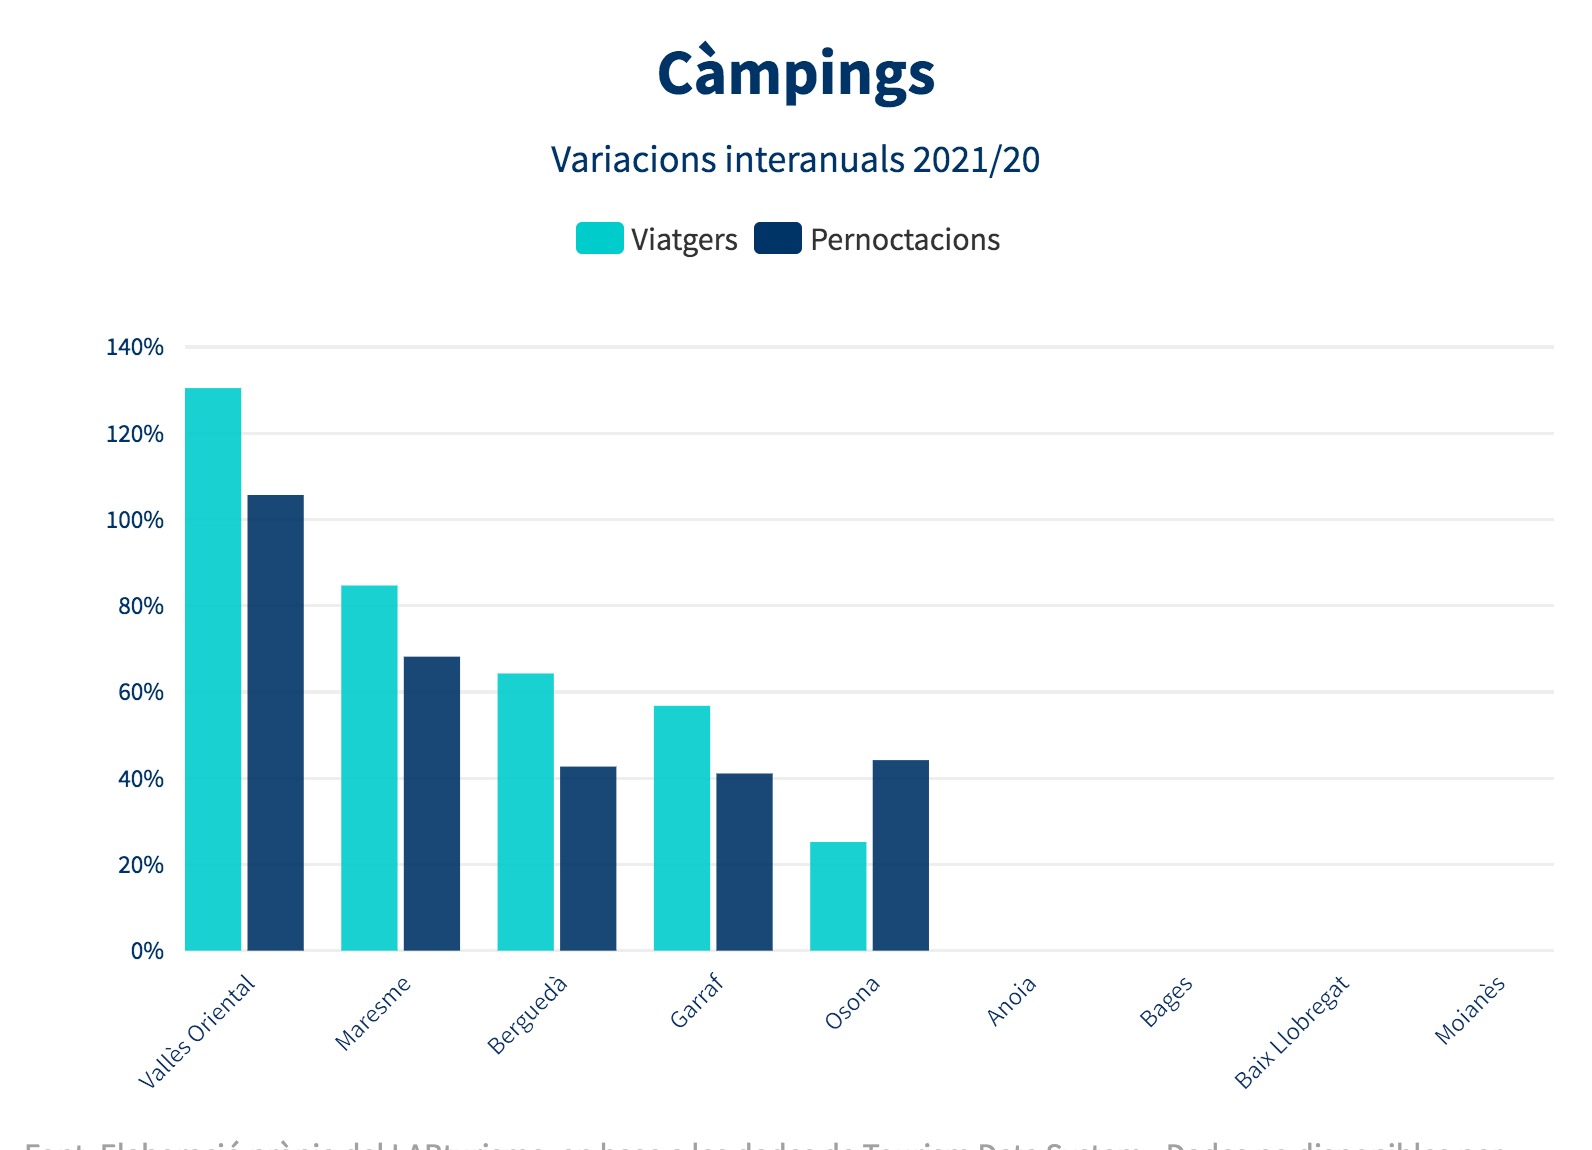 Càmpings
Variacions interanuals 2021/20
Viatgers Pernoctacions
140%
120%
100%
80%
60%
40%
20%
0%
Vallès Oriental
Maresme
Berguedà
Garraf
Osona
Anoia
Bages
Baix Llobregat
Moianès